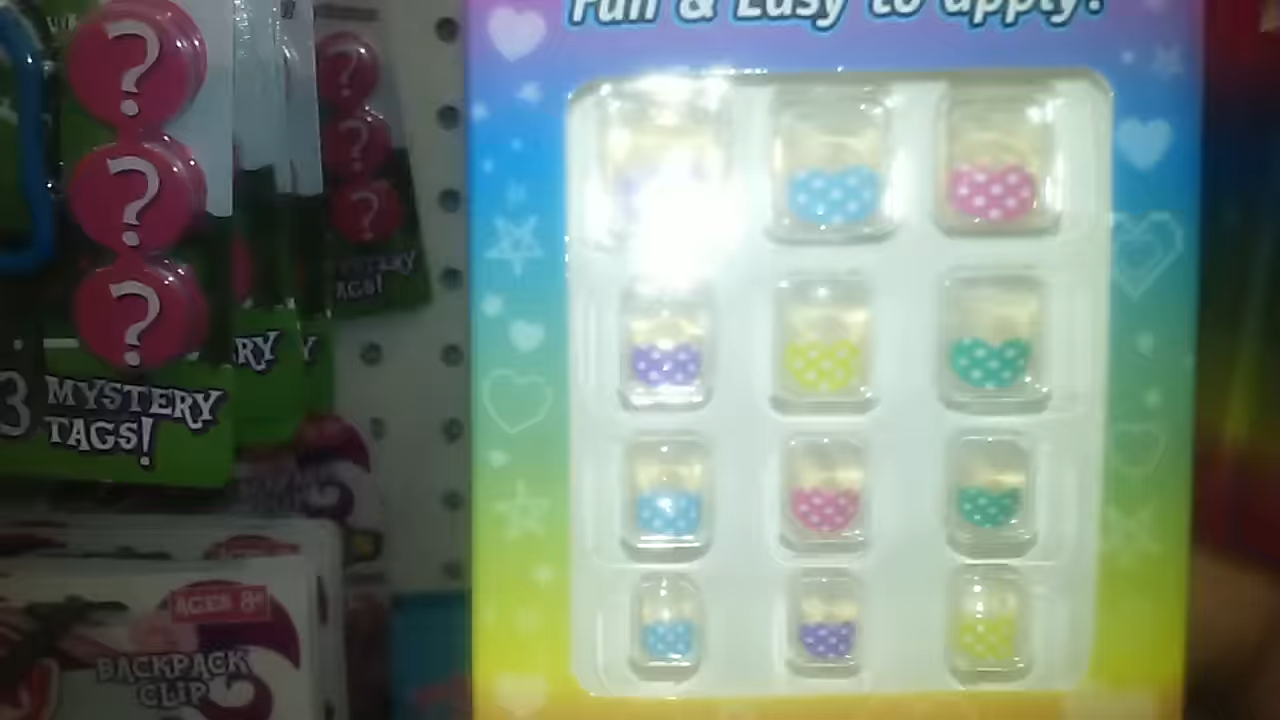 Fun & Easy to apply!
?
?
?
?
?
?
3 MYSTERY
TAGS!
RY
Y
MYSTERY
TAGS!
AGES 8+
BACKPACK
CLIP